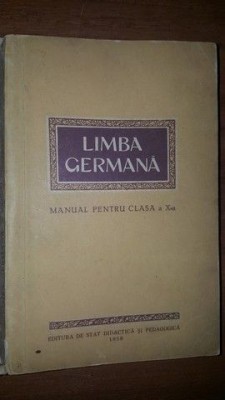 LIMBA
GERMANĂ
MANUAL PENTRU CLASA a X-a
EDITURA DE STAT DIDACTICĂ ȘI PEDAGOGICĂ